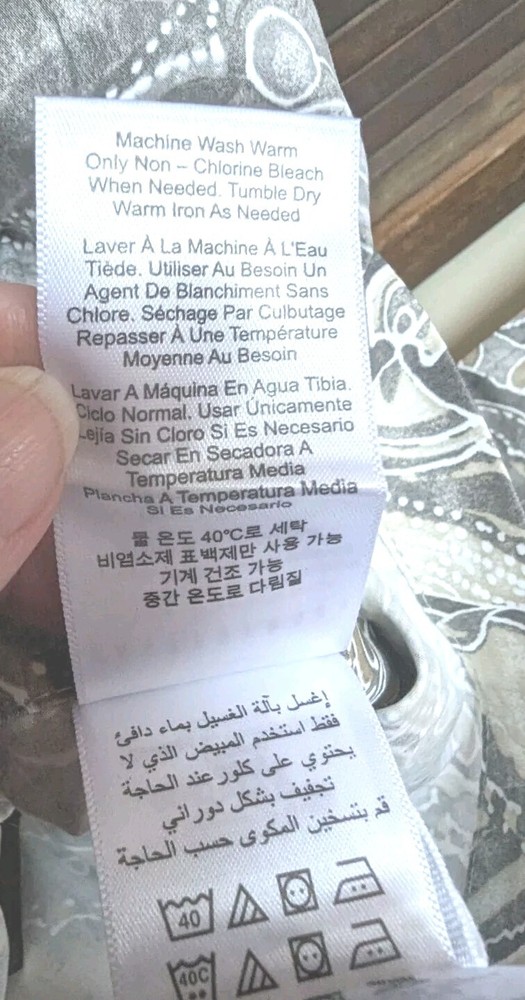 Machine Wash Warm
Only Non – Chlorine Bleach
When Needed. Tumble Dry
Warm Iron As Needed
Laver À La Machine À L'Eau
Tiède. Utiliser Au Besoin Un
Agent De Blanchiment Sans
Chlore. Séchage Par Culbutage
Repasser À Une Température
Moyenne Au Besoin
Lavar A Máquina En Agua Tibia.
Ciclo Normal. Usar Únicamente
Lejía Sin Cloro Si Es Necesario
Secar En Secadora A
Temperatura Media
Plancha A Temperatura Media
Si Es Necesario
물 온도 40°C로 세탁
비염소제 표백제만 사용 가능
기계 건조 가능
중간 온도로 다림질
إغسل بآلة الغسيل بماء دافئ
فقط استخدم المبيض الذي لا
يحتوي على كلور عند الحاجة
تجفيف بشكل دوراني
قم بتسخين المكوى حسب الحاجة
40
40C